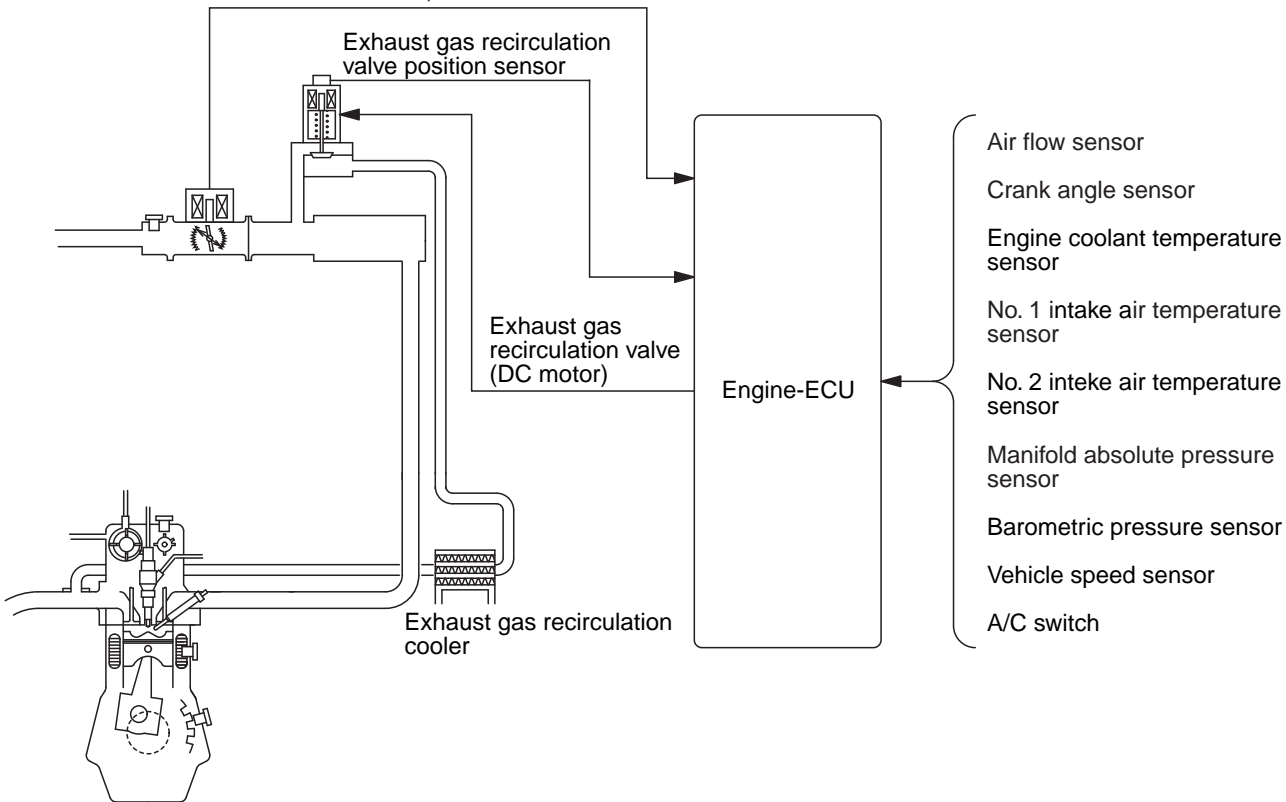 Exhaust gas recirculation
valve position sensor
Exhaust gas
recirculation valve
(DC motor)
Engine-ECU
Exhaust gas recirculation
cooler
Air flow sensor
Crank angle sensor
Engine coolant temperature
sensor
No. 1 intake air temperature
sensor
No. 2 inteke air temperature
sensor
Manifold absolute pressure
sensor
Barometric pressure sensor
Vehicle speed sensor
A/C switch